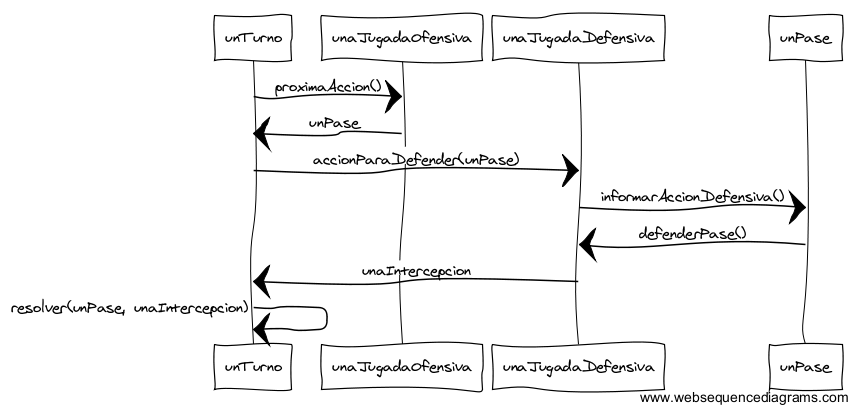 unTurno
unaJugadaOfensiva
unaJugadaDefensiva
unPase
proximaAccion()
unPase
accionParaDefender(unPase)
informarAccionDefensiva()
defenderPase()
unaIntercepcion
resolver(unPase, unaIntercepcion)
unTurno
unaJugadaOfensiva
unaJugadaDefensiva
unPase
www.websequencediagrams.com